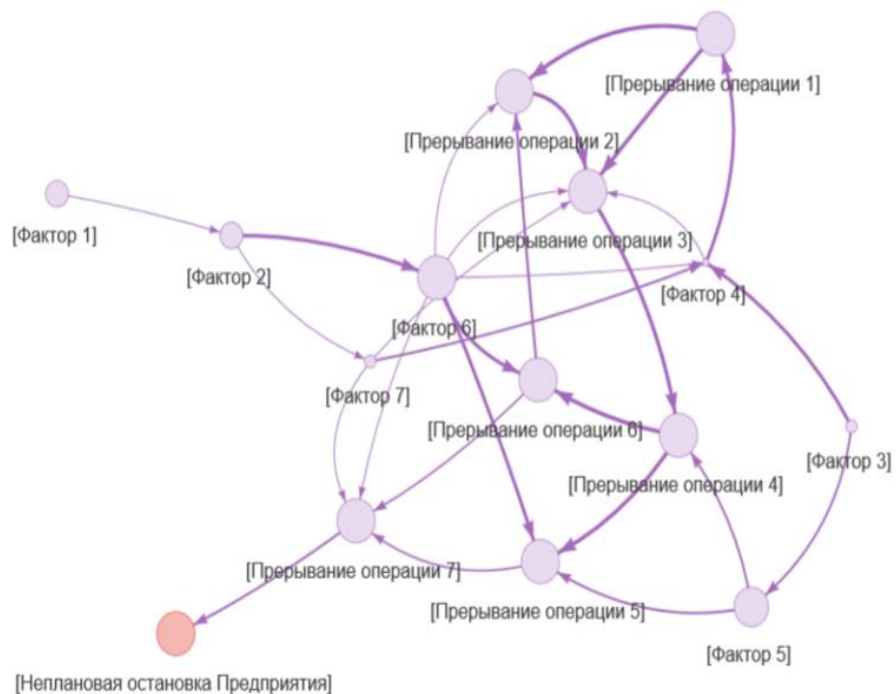 [Прерывание операции 1]
[Прерывание операции 2]
[Фактор 1]
[Прерывание операции 3]
[Фактор 2]
[Фактор 4]
[Фактор 6]
[Фактор 7]
[Прерывание операции 6]
[Фактор 3]
[Прерывание операции 4]
[Прерывание операции 7]
[Прерывание операции 5]
[Фактор 5]
[Неплановая остановка Предприятия]